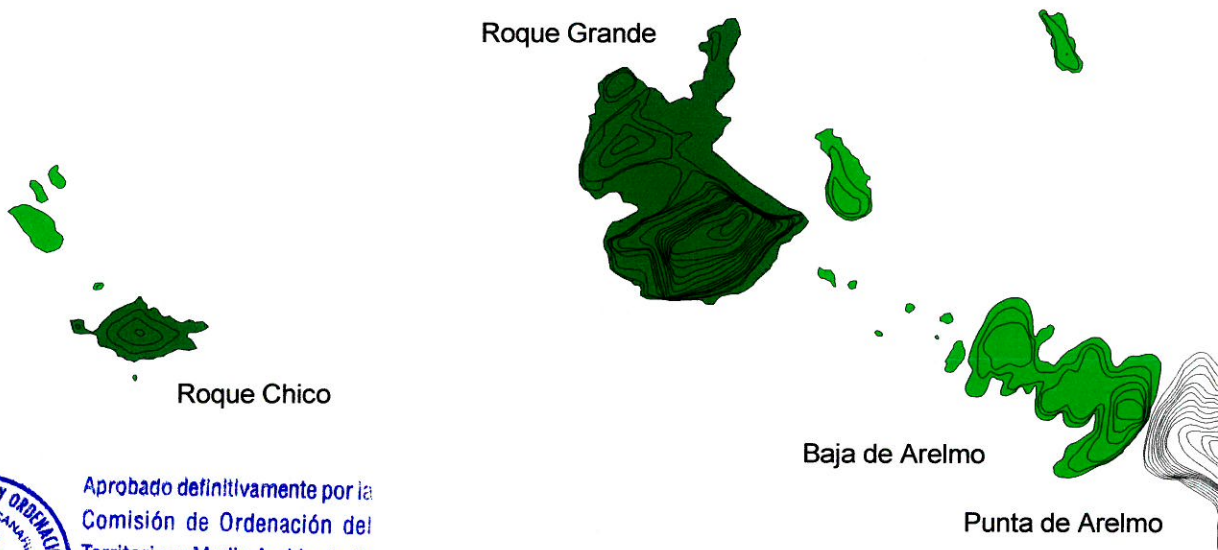 Roque Grande
Roque Chico
Baja de Arelmo
Punta de Arelmo
Aprobado definitivamente por la
Comisión de Ordenación del